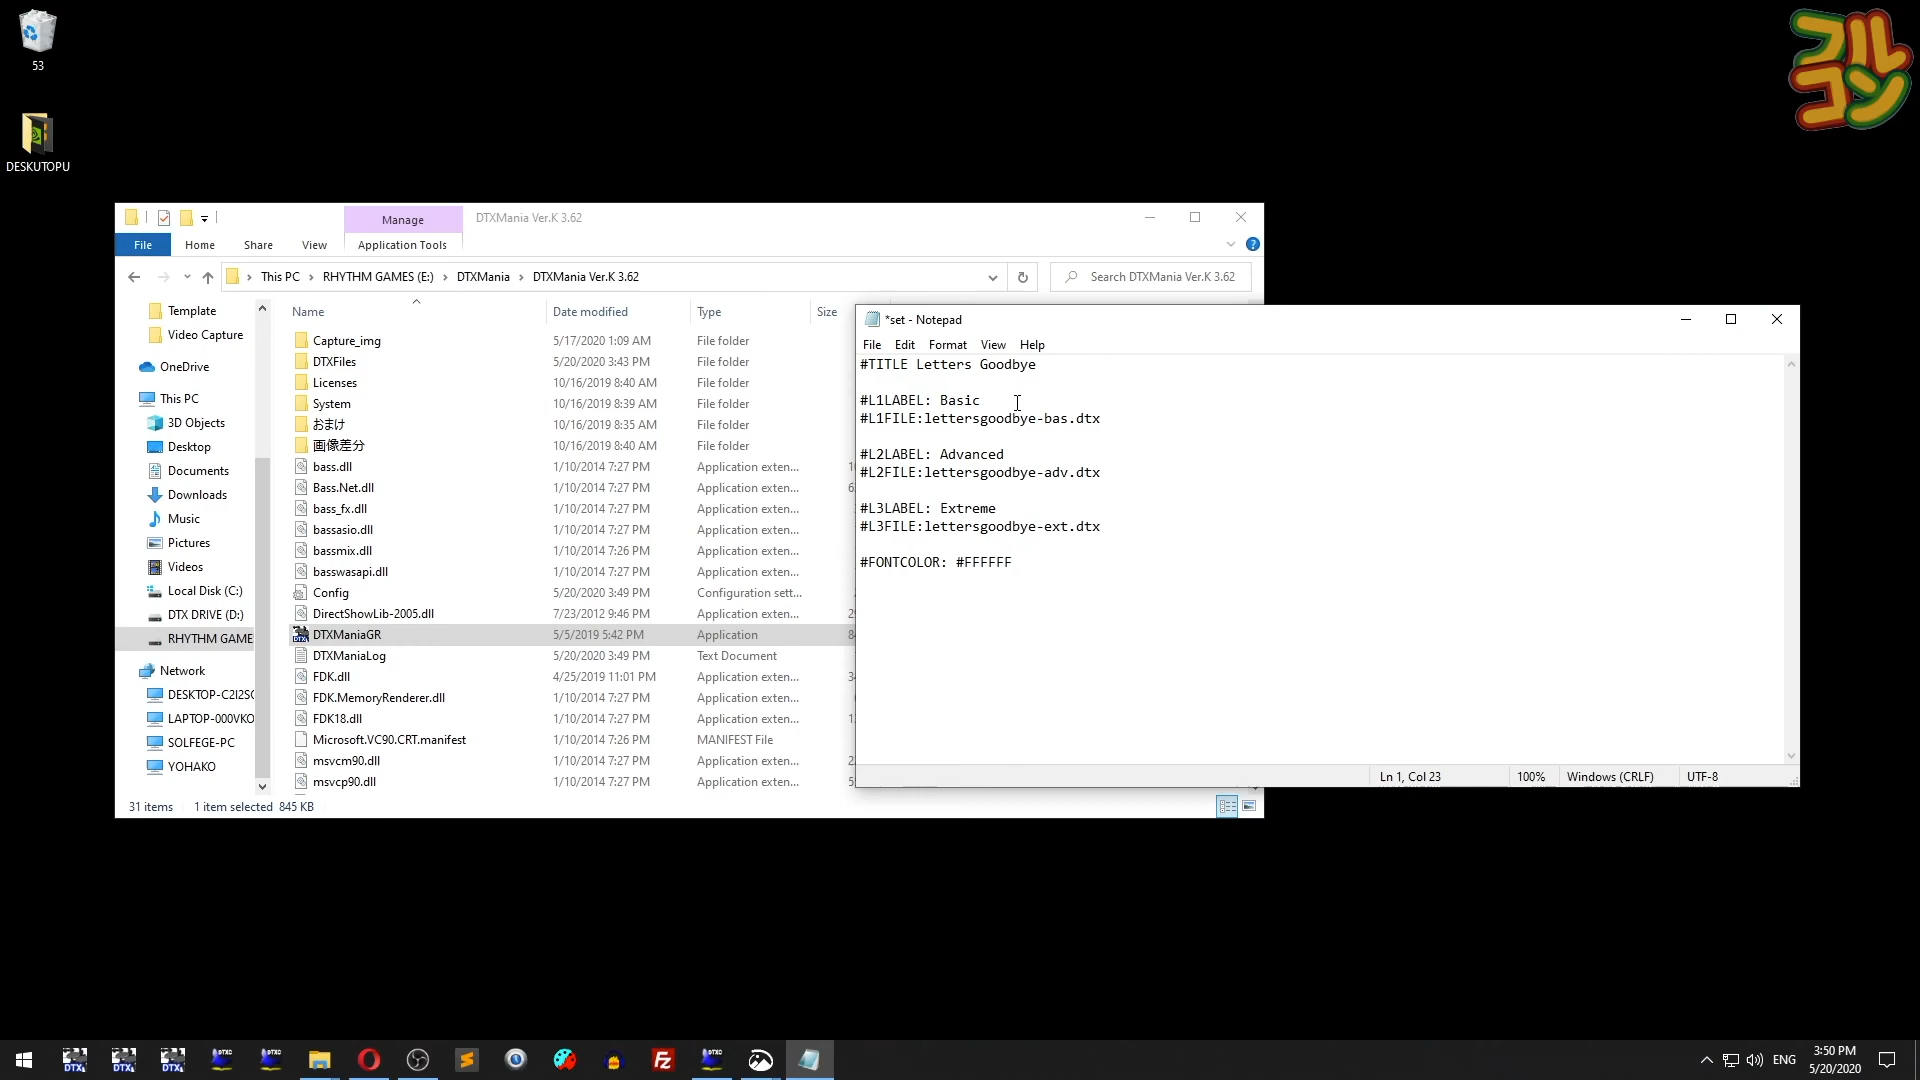 53
DESKUTOPU
フルコン
Manage
DTXMania Ver.K 3.62
File
Home
Share
View
Application Tools
This PC
RHYTHM GAMES (E:)
DTXMania
DTXMania Ver.K 3.62
Search DTXMania Ver.K 3.62
Template
Video Capture
OneDrive
This PC
3D Objects
Desktop
Documents
Downloads
Music
Pictures
Videos
Local Disk (C:)
DTX DRIVE (D:)
RHYTHM GAMES
Network
DESKTOP-C2I2S
LAPTOP-000VKO
SOLFEGE-PC
YOHAKO
Name Date modified Type Size
Capture_img 5/17/2020 1:09 AM File folder
DTXFiles 5/20/2020 3:43 PM File folder
Licenses 10/16/2019 8:40 AM File folder
System 10/16/2019 8:39 AM File folder
おまけ 10/16/2019 8:35 AM File folder
画像差分 10/16/2019 8:40 AM File folder
bass.dll 1/10/2014 7:27 PM Application exten...
Bass.Net.dll 1/10/2014 7:27 PM Application exten...
bass_fx.dll 1/10/2014 7:27 PM Application exten...
bassasio.dll 1/10/2014 7:27 PM Application exten...
bassmix.dll 1/10/2014 7:26 PM Application exten...
basswasapi.dll 1/10/2014 7:27 PM Application exten...
Config 5/20/2020 3:49 PM Configuration sett...
DirectShowLib-2005.dll 7/23/2012 9:46 PM Application exten...
DTXManiaGR 5/5/2019 5:42 PM Application
DTXManiaLog 5/20/2020 3:49 PM Text Document
FDK.dll 4/25/2019 11:01 PM Application exten...
FDK.MemoryRenderer.dll 1/10/2014 7:27 PM Application exten...
FDK18.dll 1/10/2014 7:27 PM Application exten...
Microsoft.VC90.CRT.manifest 1/10/2014 7:26 PM MANIFEST File
msvcm90.dll 1/10/2014 7:27 PM Application exten...
msvcp90.dll 1/10/2014 7:27 PM Application exten...
31 items 1 item selected 845 KB
*set - Notepad
File Edit Format View Help
#TITLE Letters Goodbye
#L1LABEL: Basic
#L1FILE:lettersgoodbye-bas.dtx
#L2LABEL: Advanced
#L2FILE:lettersgoodbye-adv.dtx
#L3LABEL: Extreme
#L3FILE:lettersgoodbye-ext.dtx
#FONTCOLOR: #FFFFFF
Ln 1, Col 23 100% Windows (CRLF) UTF-8
ENG
3:50 PM
5/20/2020